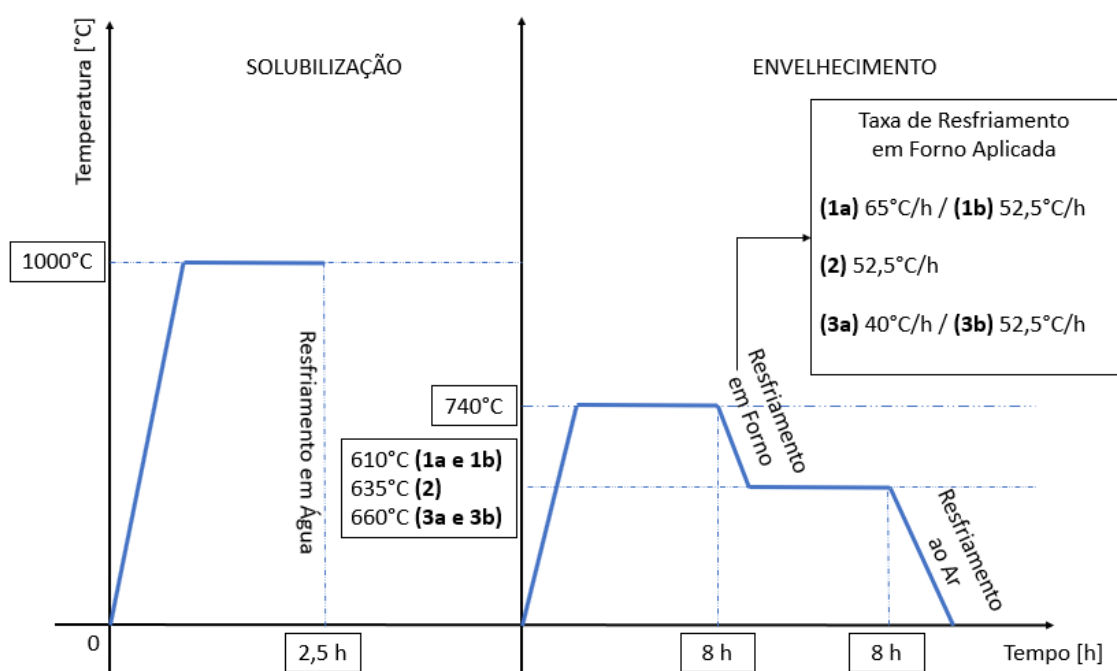 Temperatura [°C]
SOLUBILIZAÇÃO
ENVELHECIMENTO
Taxa de Resfriamento
em Forno Aplicada
(1a) 65°C/h / (1b) 52,5°C/h
(2) 52,5°C/h
(3a) 40°C/h / (3b) 52,5°C/h
1000°C
Resfriamento em Água
740°C
610°C (1a e 1b)
635°C (2)
660°C (3a e 3b)
Resfriamento
em Forno
Resfriamento
ao Ar
0
2,5 h
8 h
8 h
Tempo [h]